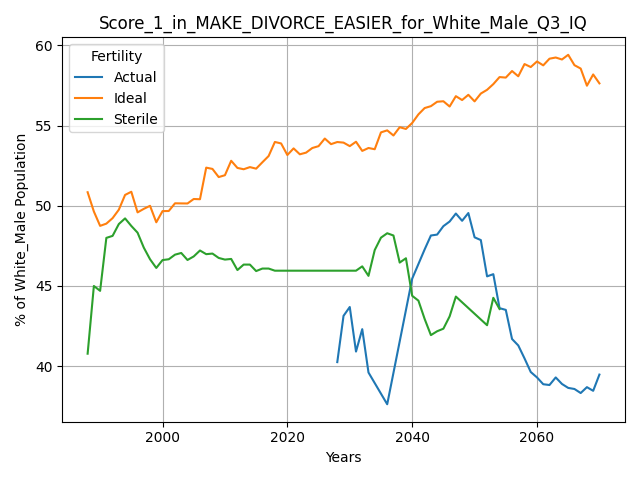 Score_1_in_MAKE_DIVORCE_EASIER_for_White_Male_Q3_IQ
Fertility
Actual
Ideal
Sterile
% of White_Male Population
60
55
50
45
40
2000
2020
2040
2060
Years